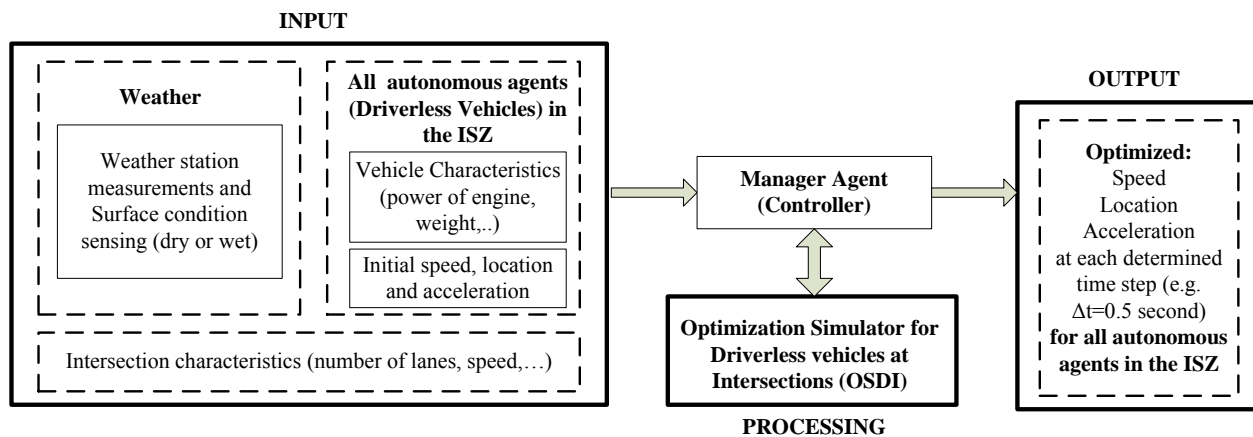 INPUT
Weather
Weather station
measurements and
Surface condition
sensing (dry or wet)
All autonomous agents
(Driverless Vehicles) in
the ISZ
Vehicle Characteristics
(power of engine,
weight,..)
Initial speed, location
and acceleration
Intersection characteristics (number of lanes, speed,…)
Manager Agent
(Controller)
Optimization Simulator for
Driverless vehicles at
Intersections (OSDI)
PROCESSING
OUTPUT
Optimized:
Speed
Location
Acceleration
at each determined
time step (e.g.
Δt=0.5 second)
for all autonomous
agents in the ISZ